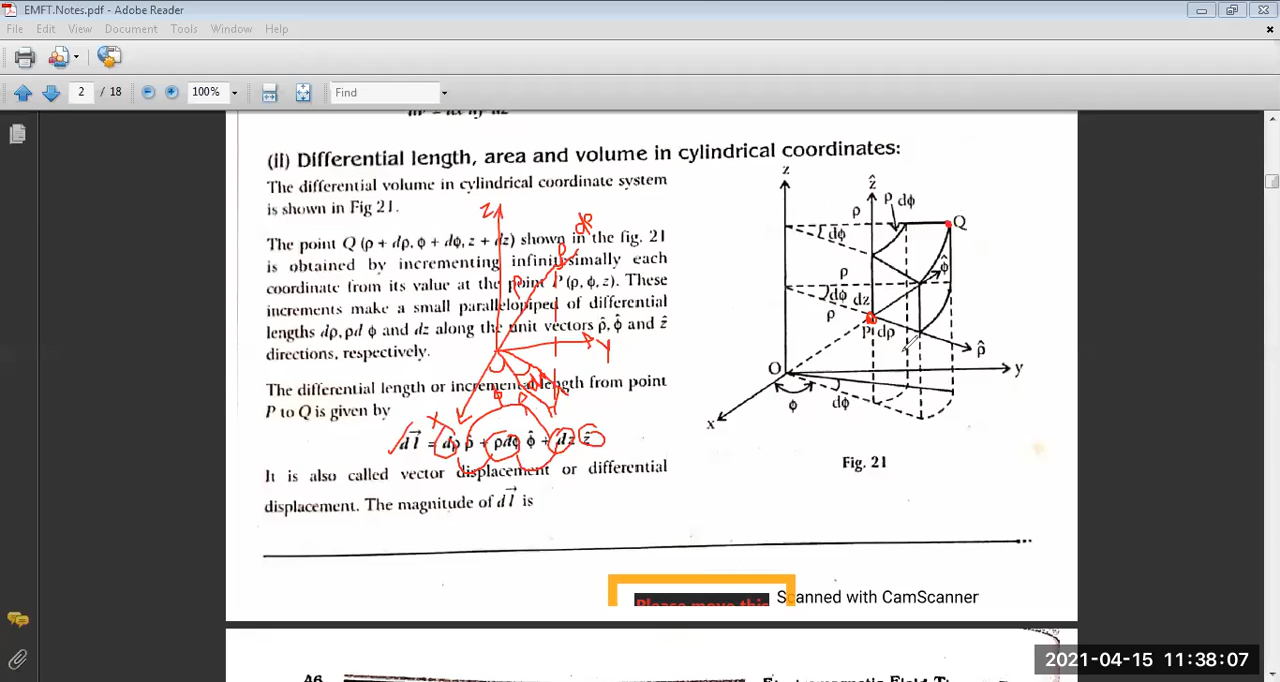 EMFT.Notes.pdf - Adobe Reader
File Edit View Document Tools Window Help
2 / 18 100% Find
(ii) Differential length, area and volume in cylindrical coordinates:
The differential volume in cylindrical coordinate system
is shown in Fig 21.
The point Q (ρ + dρ, ϕ + dϕ, z + dz) shown in the fig. 21
is obtained by incrementing infinitesimally each
coordinate from its value at the point P (ρ, ϕ, z). These
increments make a small parallelopiped of differential
lengths dρ, ρd ϕ and dz along the unit vectors ρ̂, ϕ̂ and ẑ
directions, respectively.
The differential length or incremental length from point
P to Q is given by
dl⃗ = dρ ρ̂ + ρdϕ ϕ̂ + dz ẑ
It is also called vector displacement or differential
displacement. The magnitude of dl⃗ is
Z
Y
X
ρ
ϕ
z
ẑ
ρ dϕ
ρ
Q
dϕ
ϕ̂
ρ
dϕ dz
ρ
P dρ
ρ̂
O
y
x
ϕ
dϕ
Fig. 21
Please move this
Scanned with CamScanner
A6
2021-04-15 11:38:07